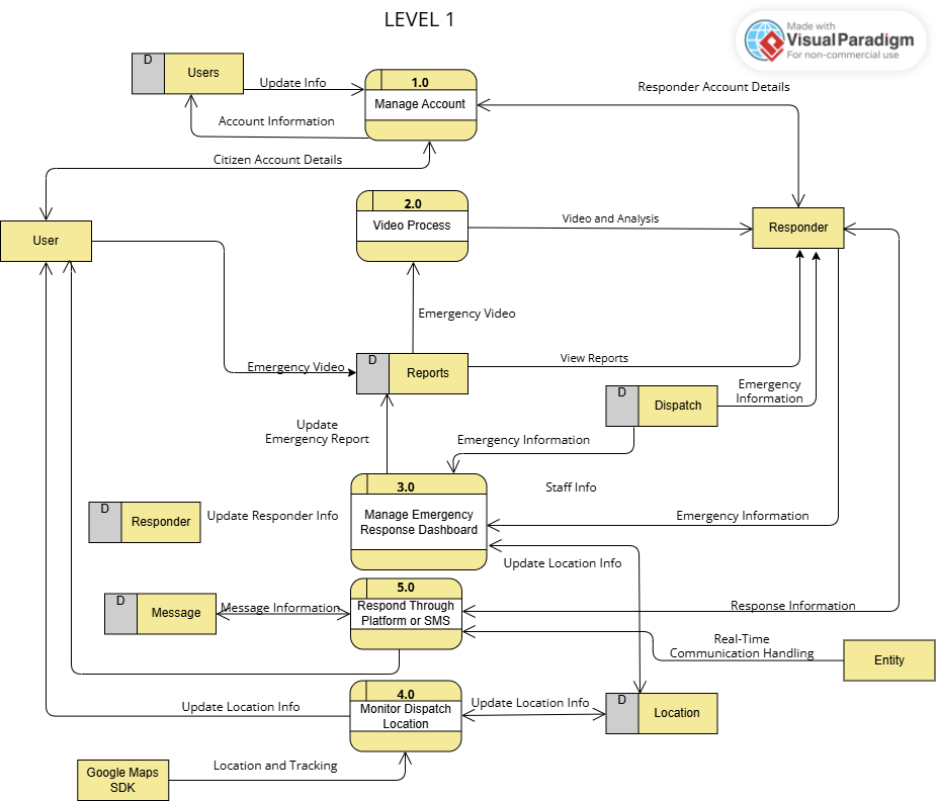 LEVEL 1
Made with
Visual Paradigm
For non-commercial use
D
Users
Update Info
1.0
Manage Account
Responder Account Details
Account Information
Citizen Account Details
2.0
Video Process
Video and Analysis
Responder
User
Emergency Video
Emergency Video
D
Reports
View Reports
D
Dispatch
Emergency
Information
Update
Emergency Report
Emergency Information
3.0
Manage Emergency
Response Dashboard
Staff Info
D
Responder
Update Responder Info
Emergency Information
Update Location Info
5.0
Respond Through
Platform or SMS
D
Message
Message Information
Response Information
Real-Time
Communication Handling
Entity
4.0
Monitor Dispatch
Location
Update Location Info
Update Location Info
D
Location
Google Maps
SDK
Location and Tracking